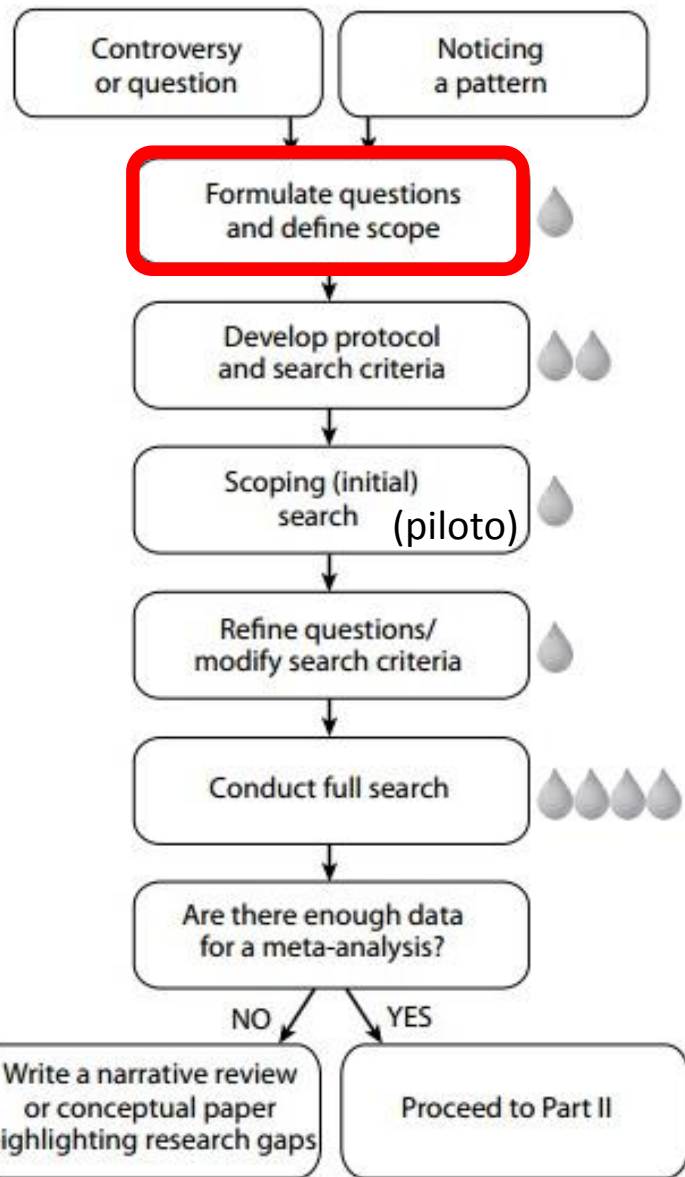 Controversy
or question
Noticing
a pattern
Formulate questions
and define scope
Develop protocol
and search criteria
Scoping (initial)
search (piloto)
Refine questions/
modify search criteria
Conduct full search
Are there enough data
for a meta-analysis?
NO
YES
Write a narrative review
or conceptual paper
highlighting research gaps
Proceed to Part II